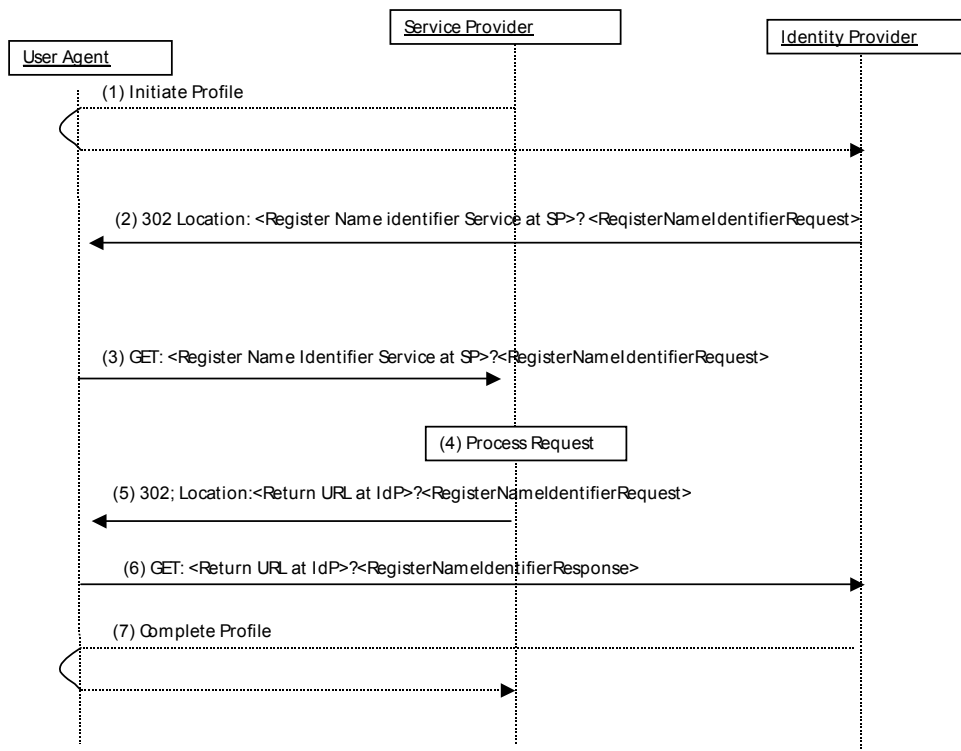 Service Provider
User Agent
Identity Provider
(1) Initiate Profile
(2) 302 Location: <Register Name identifier Service at SP>? <ReqisterNameIdentifierRequest>
(3) GET: <Register Name Identifier Service at SP>?<RegisterNameIdentifierRequest>
(4) Process Request
(5) 302; Location:<Return URL at IdP>?<RegisterNameIdentifierRequest>
(6) GET: <Return URL at IdP>?<RegisterNameIdentifierResponse>
(7) Complete Profile